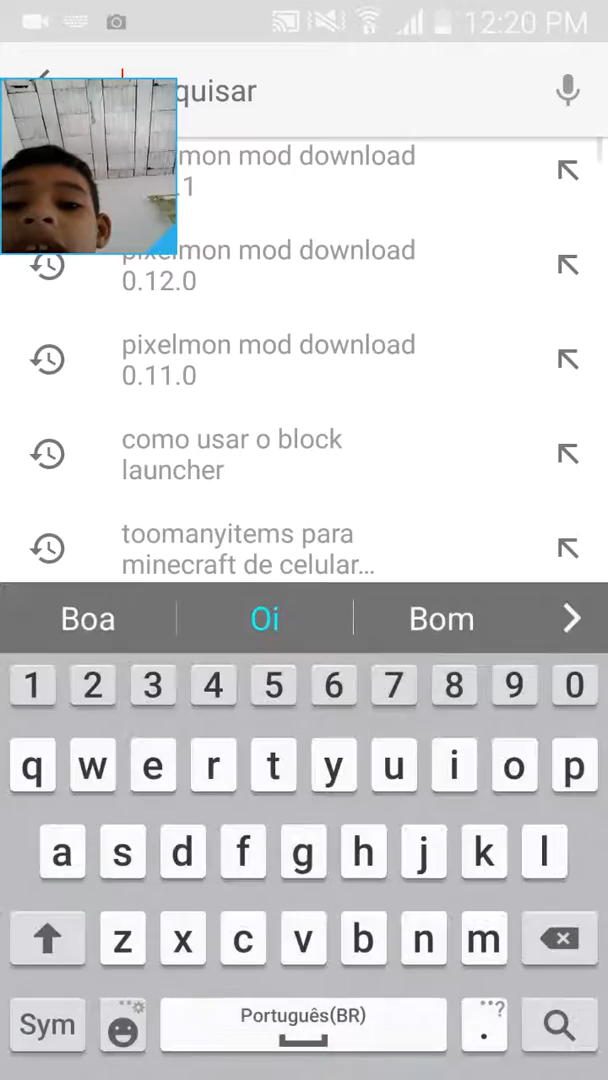 12:20 PM
quisar
mon mod download
.1
pixelmon mod download
0.12.0
pixelmon mod download
0.11.0
como usar o block
launcher
toomanyitems para
minecraft de celular...
Boa Oi Bom
1 2 3 4 5 6 7 8 9 0
q w e r t y u i o p
a s d f g h j k l
z x c v b n m
Sym Português(BR) . ?